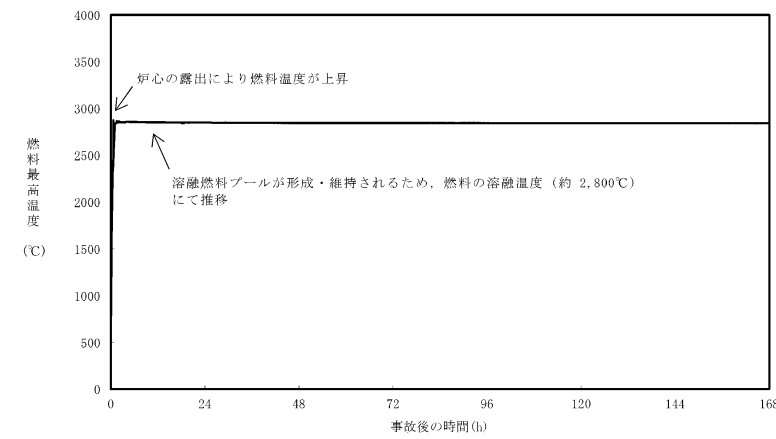 4000
3500
3000
2500
2000
1500
1000
500
0
燃料最高温度
(℃)
炉心の露出により燃料温度が上昇
溶融燃料プールが形成・維持されるため，燃料の溶融温度（約 2,800℃）
にて推移
0 24 48 72 96 120 144 168
事故後の時間(h)